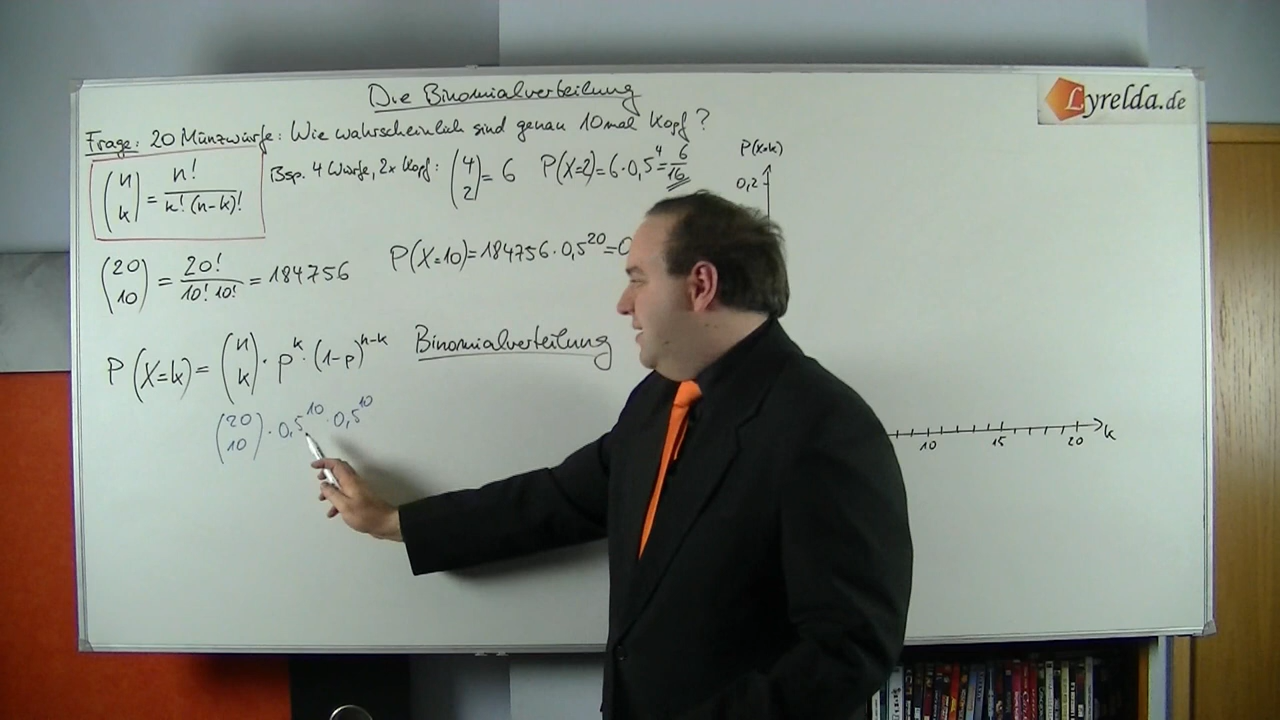 Die Binomialverteilung
Lyrelda.de
Frage: 20 Münzwürfe: Wie wahrscheinlich sind genau 10 mal Kopf?
(n k) = n! / k! (n-k)!
Bsp. 4 Würfe, 2x Kopf: (4 2) = 6 P(X=2)=6·0,5^4=6/16
(20 10) = 20! / 10! 10! = 184756
P(X=10)=184756·0,5^20=0
P(X=k)=(n k)·p^k·(1-p)^n-k Binomialverteilung
(20 10)·0,5^10·0,5^10
P(X=k)
0,2
10 15 20 k